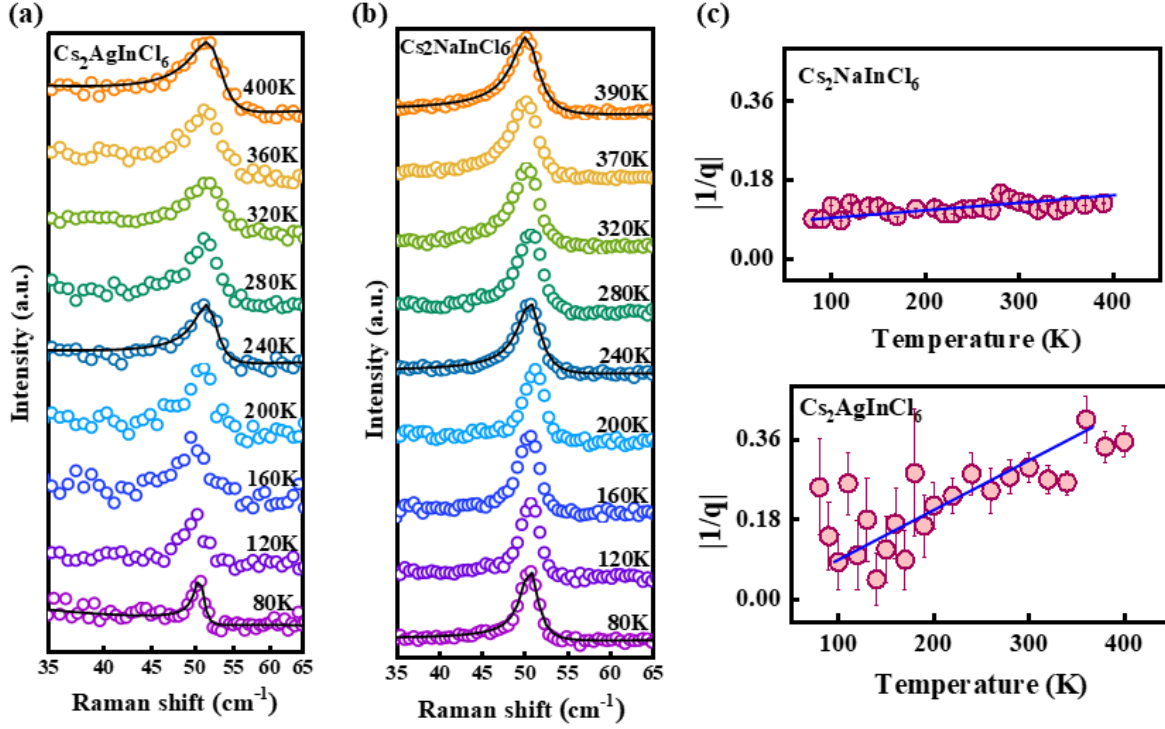 (a)
Cs₂AgInCl₆
400K
360K
320K
280K
240K
200K
160K
120K
80K
Intensity (a.u.)
35 40 45 51 55 60 65
Raman shift (cm⁻¹)
(b)
Cs2NaInCl6
390K
370K
320K
280K
240K
200K
160K
120K
80K
Intensity (a.u.)
35 40 45 50 55 60 65
Raman shift (cm⁻¹)
(c)
Cs₂NaInCl₆
0.36
0.18
0.00
|1/q|
100 200 300 400
Temperature (K)
Cs₂AgInCl₆
0.36
0.18
0.00
|1/q|
100 200 300 400
Temperature (K)